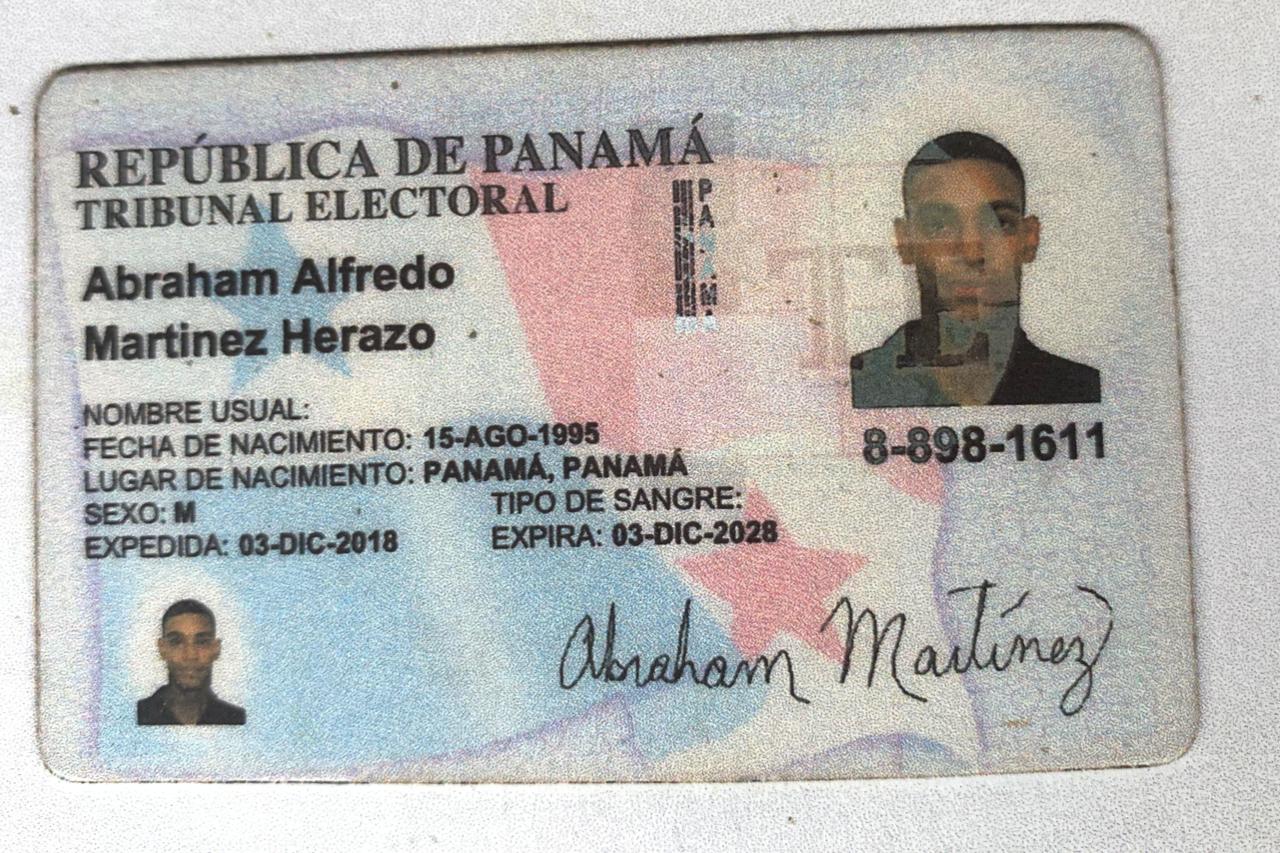 REPÚBLICA DE PANAMÁ
TRIBUNAL ELECTORAL
PANAMA
Abraham Alfredo
Martinez Herazo
NOMBRE USUAL:
FECHA DE NACIMIENTO: 15-AGO-1995
LUGAR DE NACIMIENTO: PANAMÁ, PANAMÁ
SEXO: M TIPO DE SANGRE:
EXPEDIDA: 03-DIC-2018 EXPIRA: 03-DIC-2028
8-898-1611
Abraham Martínez